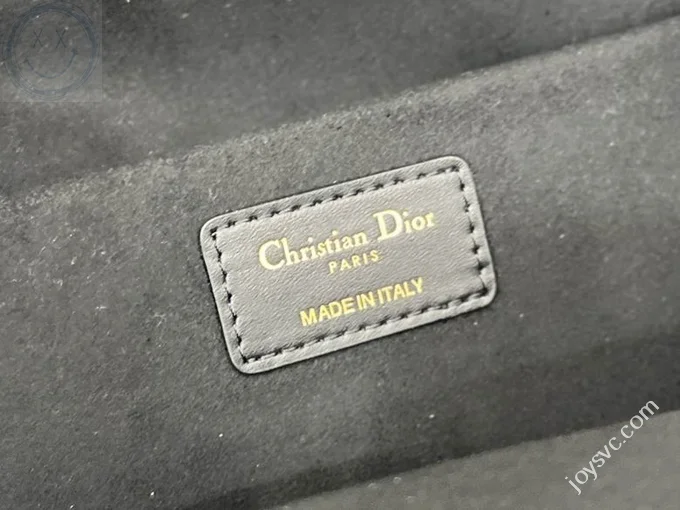 Christian Dior
PARIS
MADE IN ITALY
joysvc.com